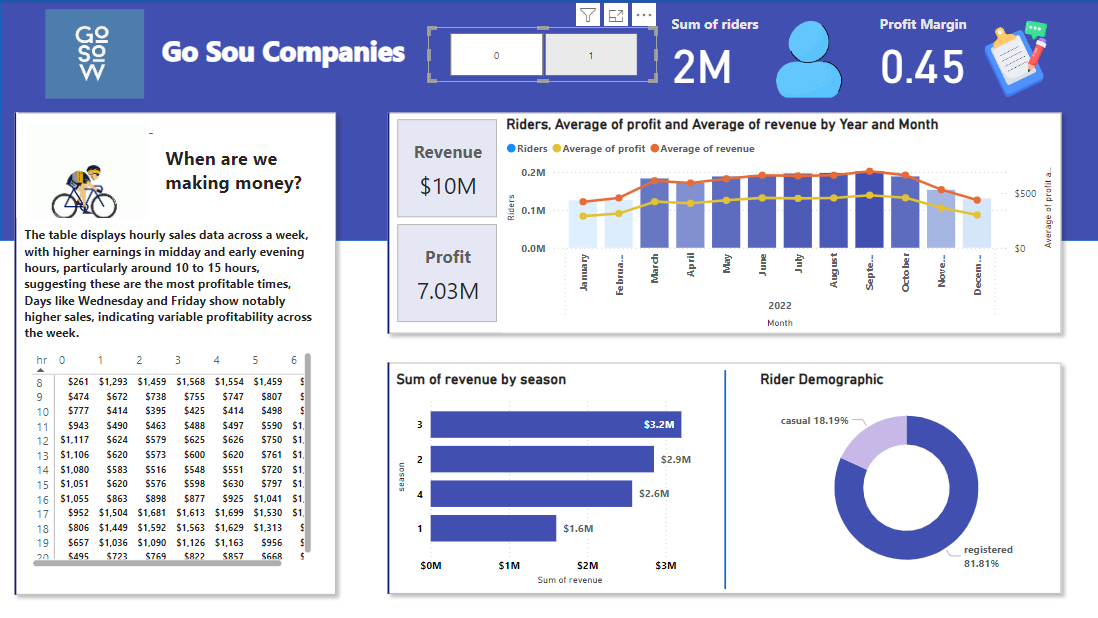 GO
SO
W
Go Sou Companies
0
1
Sum of riders
2M
Profit Margin
0.45
When are we
making money?
The table displays hourly sales data across a week,
with higher earnings in midday and early evening
hours, particularly around 10 to 15 hours,
suggesting these are the most profitable times,
Days like Wednesday and Friday show notably
higher sales, indicating variable profitability across
the week.
hr 0 1 2 3 4 5 6
8 $261 $1,293 $1,459 $1,568 $1,554 $1,459 $
9 $474 $672 $738 $755 $747 $807 $
10 $777 $414 $395 $425 $414 $498 $
11 $943 $490 $463 $488 $497 $590 $1,
12 $1,117 $624 $579 $625 $626 $750 $1,
13 $1,106 $620 $573 $600 $620 $761 $1,
14 $1,080 $583 $516 $548 $551 $720 $1,
15 $1,051 $620 $576 $598 $630 $797 $1,
16 $1,055 $863 $898 $877 $925 $1,041 $1,
17 $952 $1,504 $1,681 $1,613 $1,699 $1,530 $1,
18 $806 $1,449 $1,592 $1,563 $1,629 $1,313 $
19 $657 $1,036 $1,090 $1,126 $1,163 $956 $
20 $495 $723 $769 $822 $857 $668 $
Revenue
$10M
Profit
7.03M
Riders, Average of profit and Average of revenue by Year and Month
Riders Average of profit Average of revenue
Riders
0.2M
0.1M
0.0M
$500
$0
Average of profit a...
January
Februa...
March
April
May
June
July
August
Septe...
October
Nove...
Decem...
2022
Month
Sum of revenue by season
season
3 $3.2M
2 $2.9M
4 $2.6M
1 $1.6M
$0M $1M $2M $3M
Sum of revenue
Rider Demographic
casual 18.19%
registered
81.81%